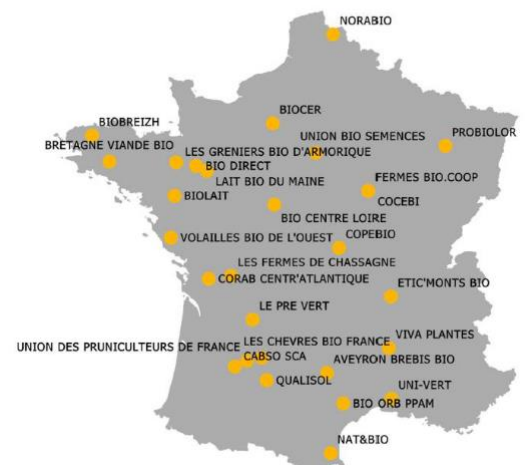 NORABIO
BIOCER
BIOBREIZH
UNION BIO SEMENCES
PROBIOLOR
BRETAGNE VIANDE BIO
LES GRENIERS BIO D'ARMORIQUE
BIO DIRECT
LAIT BIO DU MAINE
FERMES BIO.COOP
BIOLAIT
COCEBI
BIO CENTRE LOIRE
VOLAILLES BIO DE L'OUEST
COPEBIO
LES FERMES DE CHASSAGNE
CORAB CENTR'ATLANTIQUE
ETIC'MONTS BIO
LE PRE VERT
VIVA PLANTES
LES CHEVRES BIO FRANCE
UNION DES PRUNICULTEURS DE FRANCE
CABSO SCA
AVEYRON BREBIS BIO
QUALISOL
UNI-VERT
BIO ORB PPAM
NAT&BIO